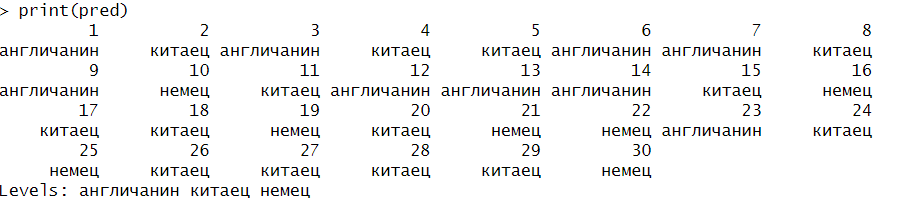 > print(pred)
1 2 3 4 5 6 7 8
англичанин китаец англичанин китаец китаец англичанин англичанин китаец
9 10 11 12 13 14 15 16
англичанин немец китаец англичанин англичанин англичанин китаец немец
17 18 19 20 21 22 23 24
китаец китаец немец китаец немец немец англичанин китаец
25 26 27 28 29 30
немец китаец китаец китаец китаец немец
Levels: англичанин китаец немец